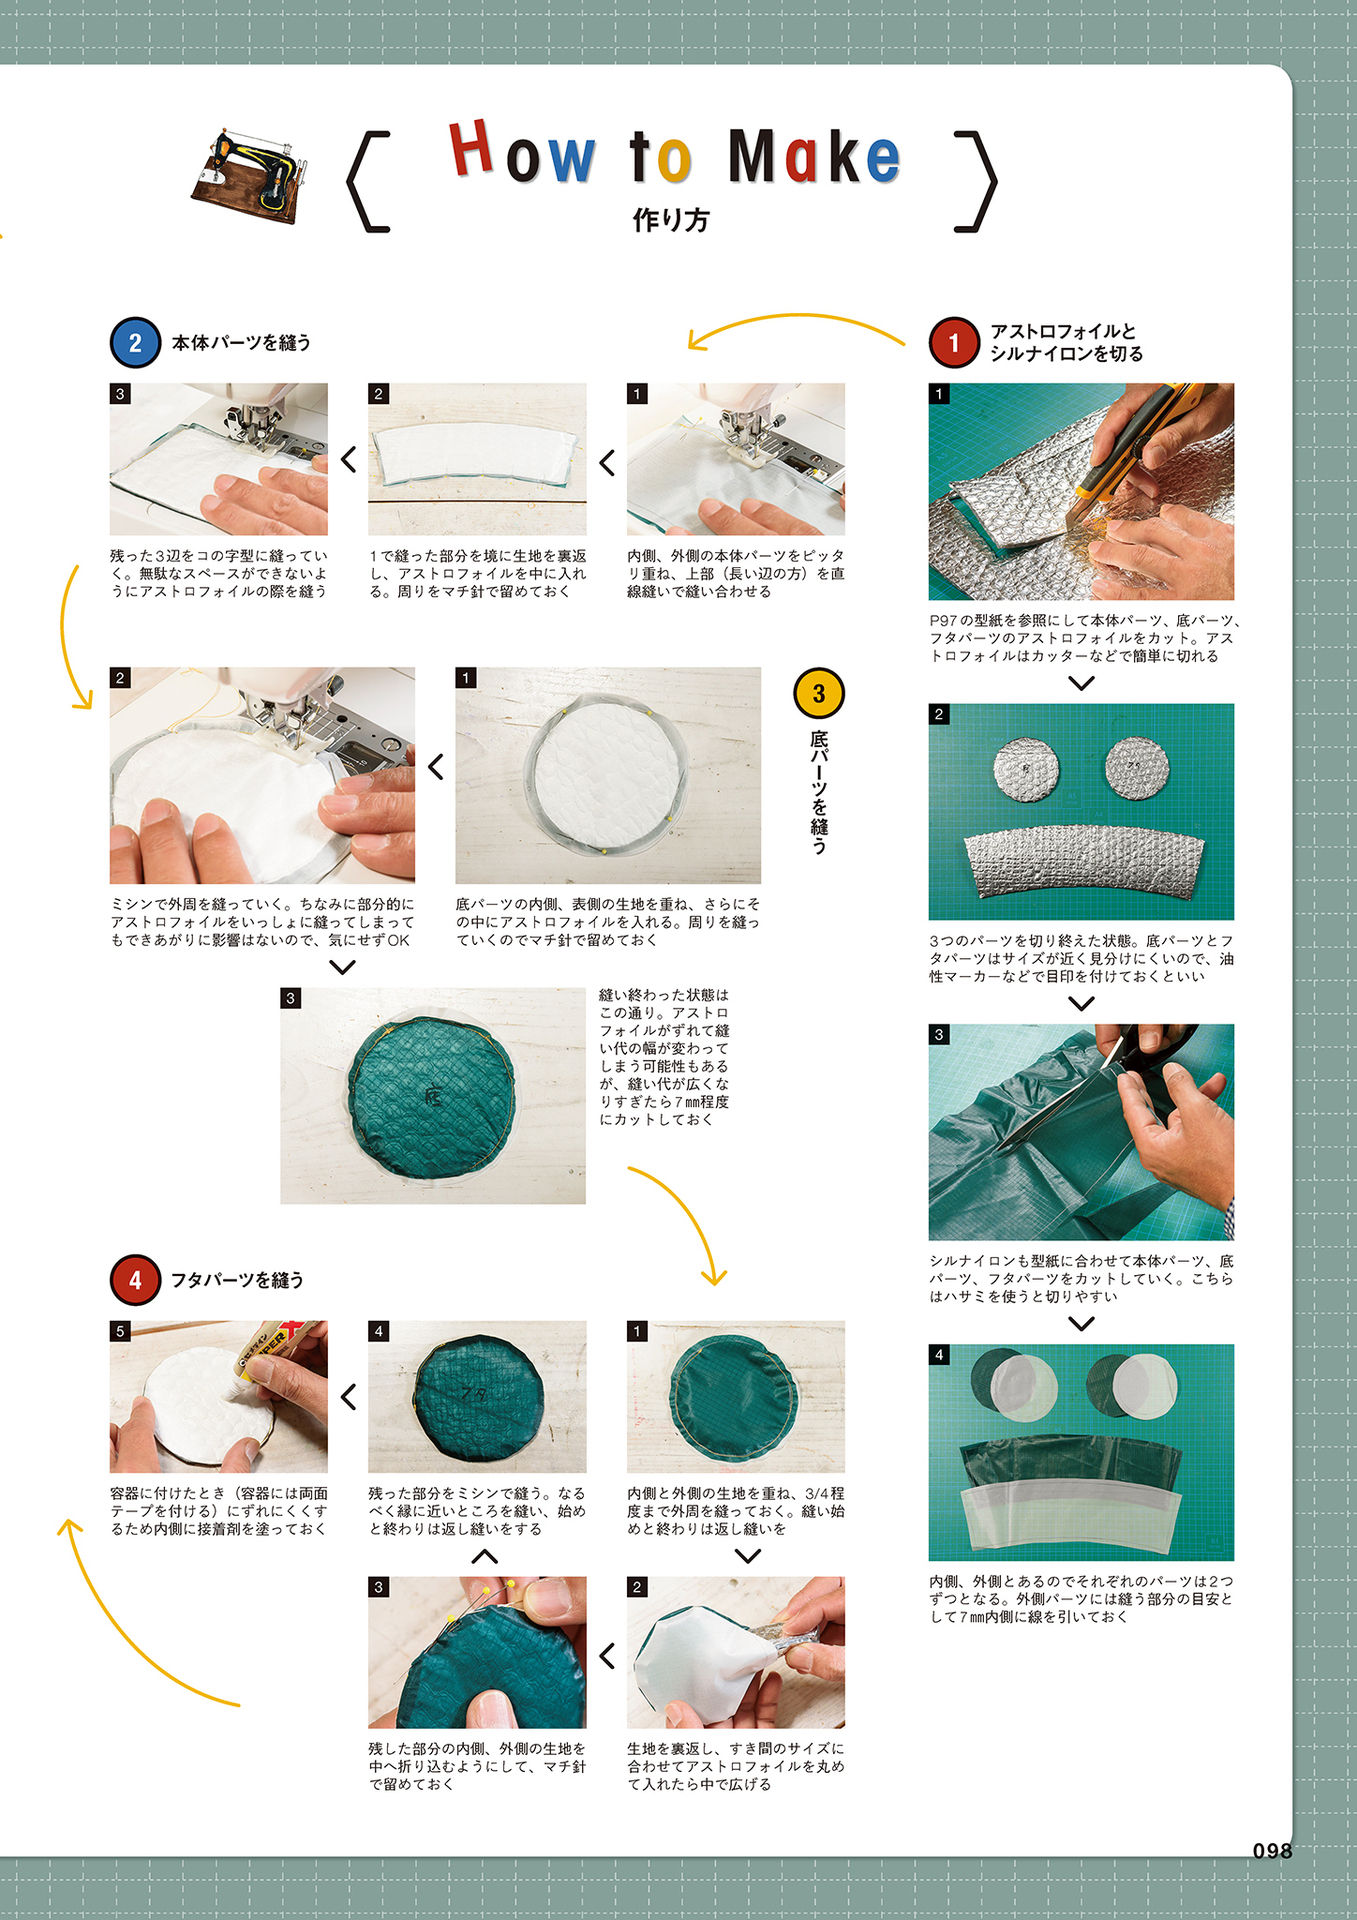 How to Make
作り方
1
アストロフォイルと
シルナイロンを切る
1
P97の型紙を参照にして本体パーツ、底パーツ、
フタパーツのアストロフォイルをカット。アス
トロフォイルはカッターなどで簡単に切れる
2
底
フタ
3つのパーツを切り終えた状態。底パーツとフ
タパーツはサイズが近く見分けにくいので、油
性マーカーなどで目印を付けておくといい
3
シルナイロンも型紙に合わせて本体パーツ、底
パーツ、フタパーツをカットしていく。こちら
はハサミを使うと切りやすい
4
内側、外側とあるのでそれぞれのパーツは2つ
ずつとなる。外側パーツには縫う部分の目安と
して7㎜内側に線を引いておく
2
本体パーツを縫う
1
内側、外側の本体パーツをピッタ
リ重ね、上部（長い辺の方）を直
線縫いで縫い合わせる
2
1で縫った部分を境に生地を裏返
し、アストロフォイルを中に入れ
る。周りをマチ針で留めておく
3
残った3辺をコの字型に縫ってい
く。無駄なスペースができないよ
うにアストロフォイルの際を縫う
3
底パーツを縫う
1
底パーツの内側、表側の生地を重ね、さらにそ
の中にアストロフォイルを入れる。周りを縫っ
ていくのでマチ針で留めておく
2
ミシンで外周を縫っていく。ちなみに部分的に
アストロフォイルをいっしょに縫ってしまって
もできあがりに影響はないので、気にせずOK
3
底
縫い終わった状態は
この通り。アストロ
フォイルがずれて縫
い代の幅が変わって
しまう可能性もある
が、縫い代が広くな
りすぎたら7㎜程度
にカットしておく
4
フタパーツを縫う
1
内側と外側の生地を重ね、3/4程
度まで外周を縫っておく。縫い始
めと終わりは返し縫いを
2
生地を裏返し、すき間のサイズに
合わせてアストロフォイルを丸め
て入れたら中で広げる
3
残した部分の内側、外側の生地を
中へ折り込むようにして、マチ針
で留めておく
4
フタ
残った部分をミシンで縫う。なる
べく縁に近いところを縫い、始め
と終わりは返し縫いをする
5
セメダイン
SUPER X
容器に付けたとき（容器には両面
テープを付ける）にずれにくくす
るため内側に接着剤を塗っておく
098